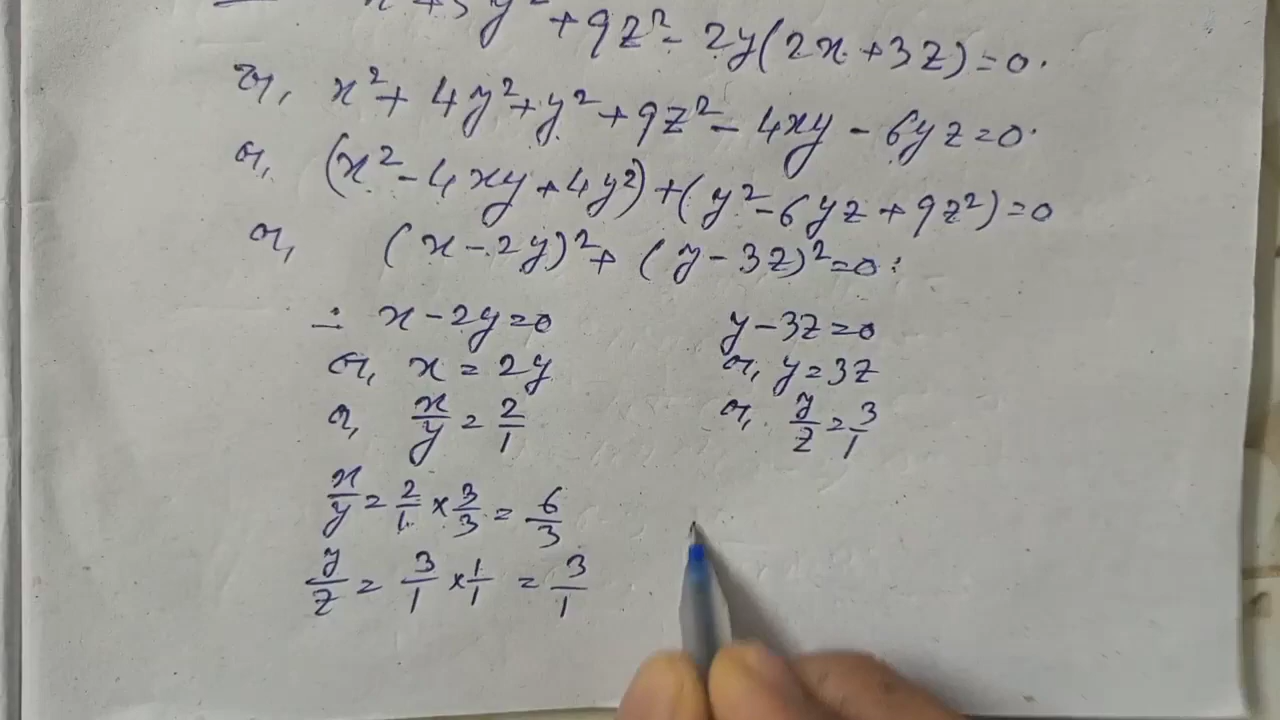 x² + 5y² + 9z² - 2y(2x + 3z) = 0.
or, x² + 4y² + y² + 9z² - 4xy - 6yz = 0.
or, (x² - 4xy + 4y²) + (y² - 6yz + 9z²) = 0
or, (x - 2y)² + (y - 3z)² = 0.
∴ x - 2y = 0 y - 3z = 0
or, x = 2y or, y = 3z
or, x/y = 2/1 or, y/z = 3/1
x/y = 2/1 × 3/3 = 6/3
y/z = 3/1 × 1/1 = 3/1